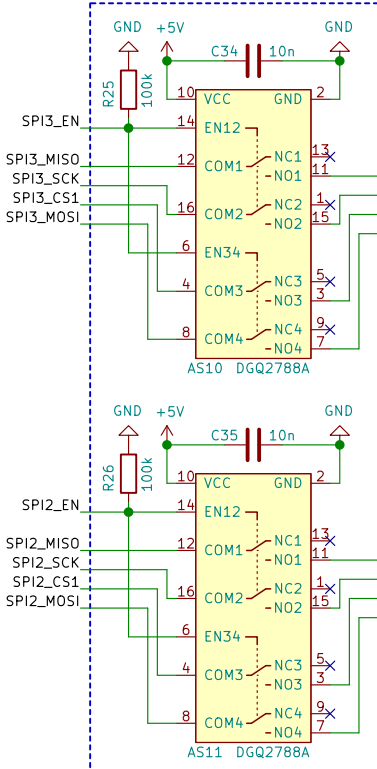 GND
+5V
C34
10n
GND
R25
100k
10
VCC
GND
2
SPI3_EN
14
EN12
SPI3_MISO
12
COM1
NC1
13
NO1
11
SPI3_SCK
16
COM2
NC2
1
NO2
15
SPI3_CS1
SPI3_MOSI
6
EN34
4
COM3
NC3
5
NO3
3
8
COM4
NC4
9
NO4
7
AS10
DGQ2788A
GND
+5V
C35
10n
GND
R26
100k
10
VCC
GND
2
SPI2_EN
14
EN12
SPI2_MISO
12
COM1
NC1
13
NO1
11
SPI2_SCK
16
COM2
NC2
1
NO2
15
SPI2_CS1
SPI2_MOSI
6
EN34
4
COM3
NC3
5
NO3
3
8
COM4
NC4
9
NO4
7
AS11
DGQ2788A